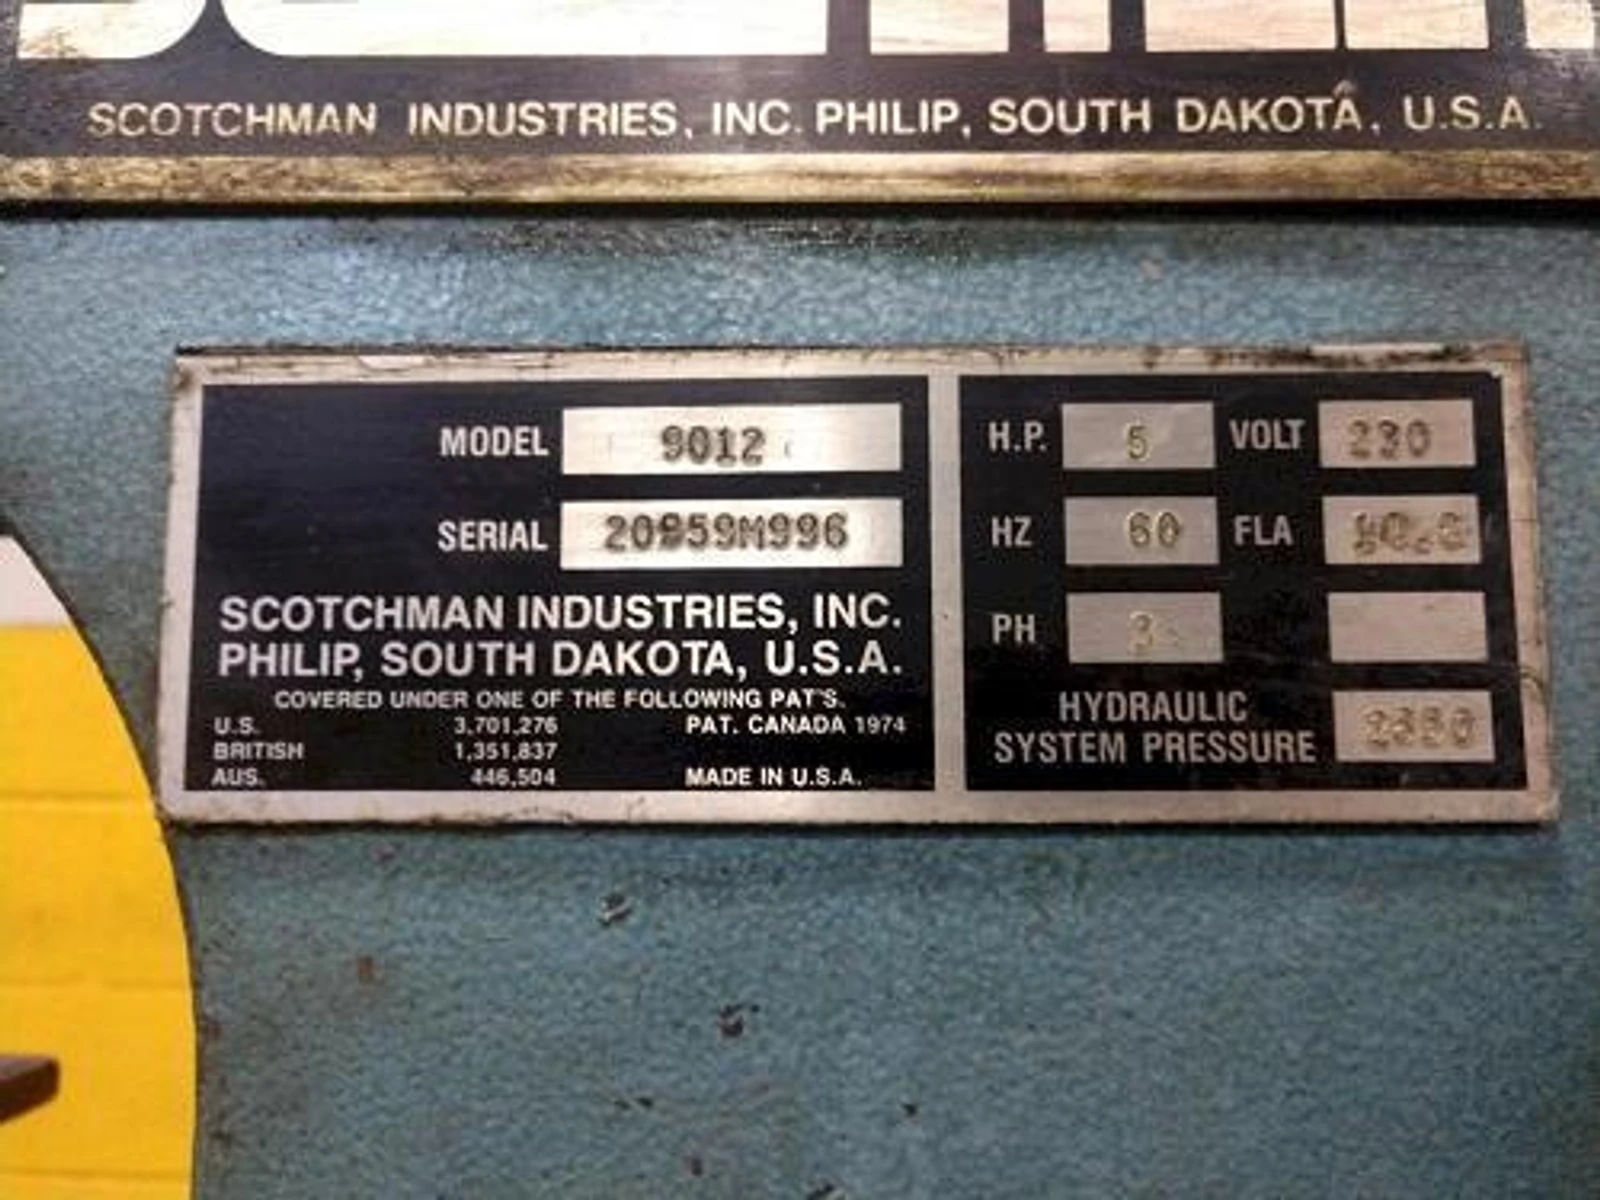 SCOTCHMAN INDUSTRIES, INC. PHILIP, SOUTH DAKOTA, U.S.A.
MODEL 9012
SERIAL
SCOTCHMAN INDUSTRIES, INC.
PHILIP, SOUTH DAKOTA, U.S.A.
COVERED UNDER ONE OF THE FOLLOWING PAT'S.
U.S. 3,701,276 PAT. CANADA 1974
BRITISH 1,351,837
AUS. 446,504 MADE IN U.S.A.
H.P. 5 VOLT 230
HZ 60 FLA
PH 3
HYDRAULIC
SYSTEM PRESSURE